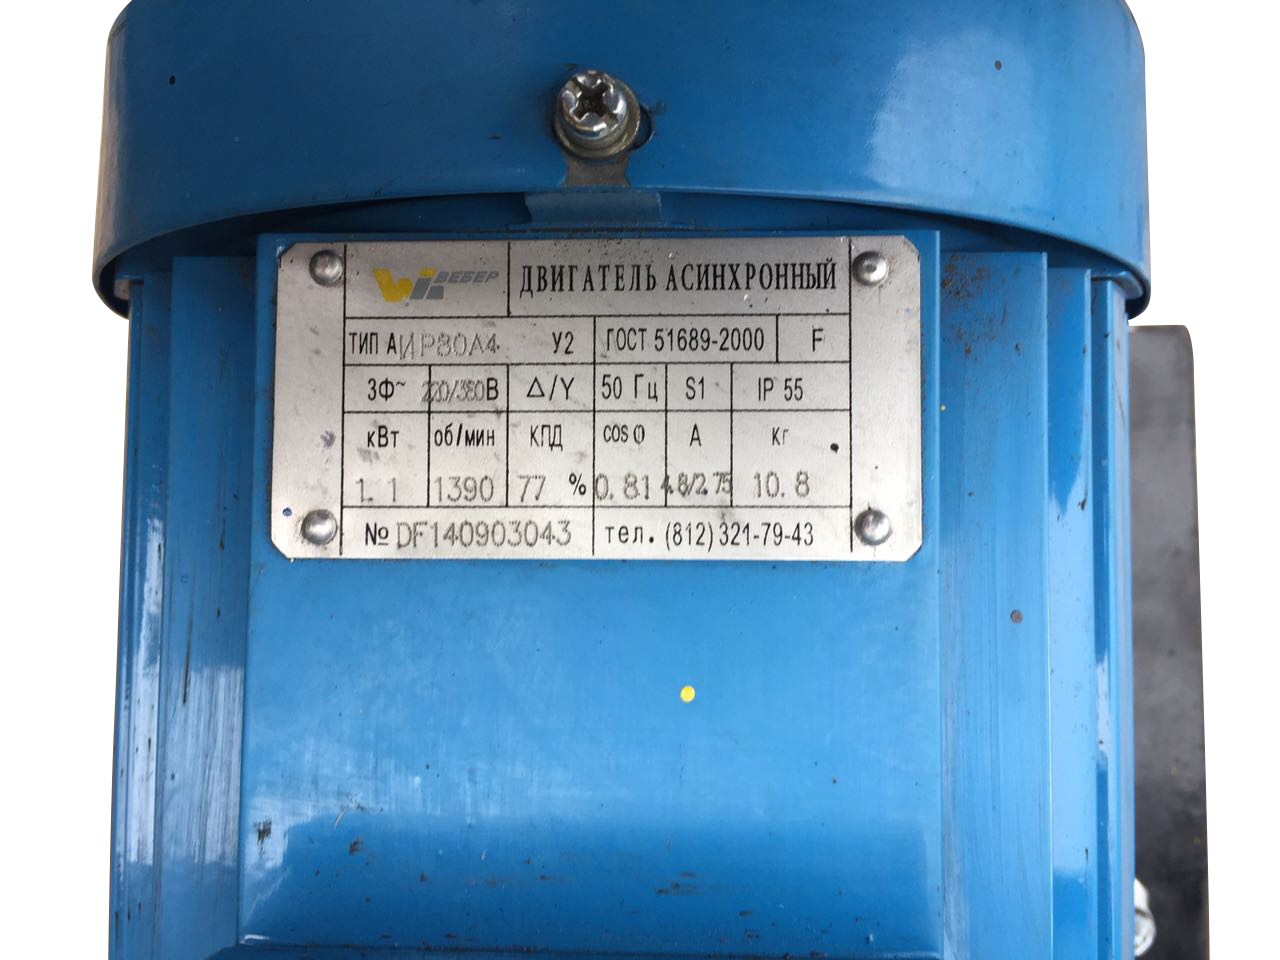 ВЕБЕР ДВИГАТЕЛЬ АСИНХРОННЫЙ
ТИП АИР80А4 У2 ГОСТ 51689-2000 F
3Ф~ 220/380В Δ/Y 50 Гц S1 IP 55
кВт об/мин КПД cos φ А Кг
1.1 1390 77 % 0.81 4.8/2.75 10.8
№ DF140903043 тел. (812) 321-79-43